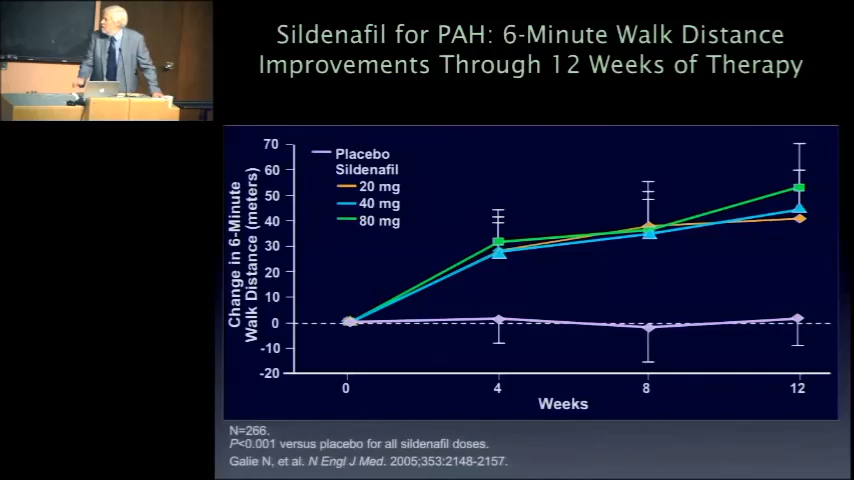 Sildenafil for PAH: 6-Minute Walk Distance
Improvements Through 12 Weeks of Therapy
Placebo
Sildenafil
20 mg
40 mg
80 mg
Change in 6-Minute
Walk Distance (meters)
70
60
50
40
30
20
10
0
-10
-20
0 4 8 12
Weeks
N=266.
P<0.001 versus placebo for all sildenafil doses.
Galie N, et al. N Engl J Med. 2005;353:2148-2157.